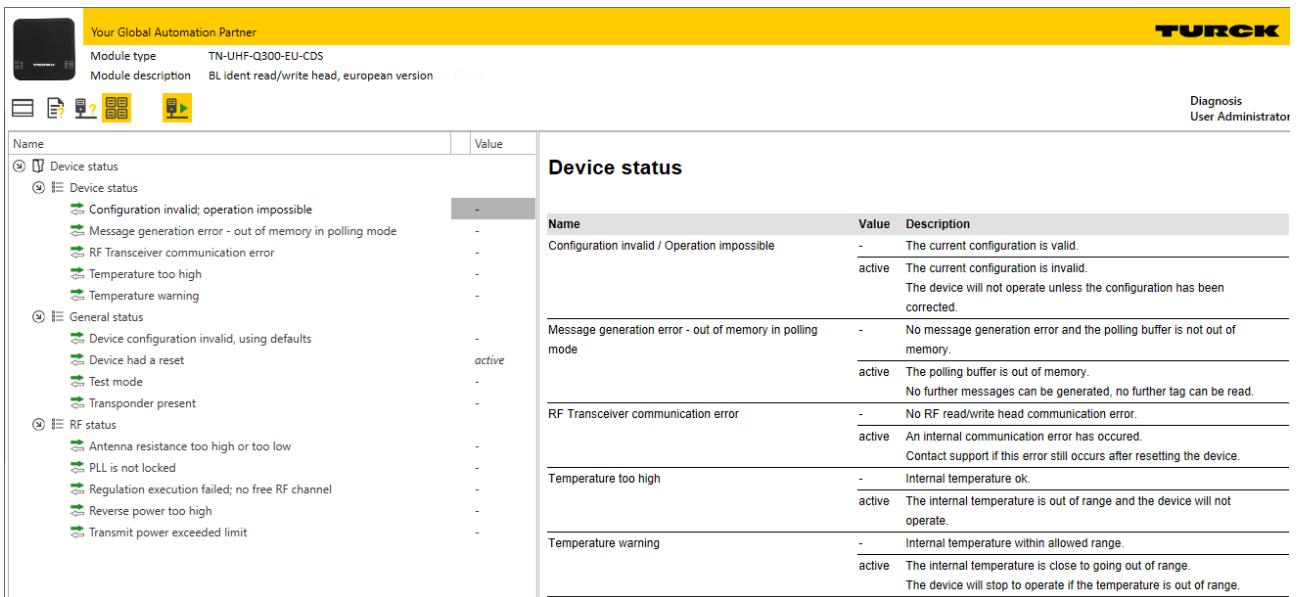 Your Global Automation Partner
TURCK
Module type TN-UHF-Q300-EU-CDS
Module description BL ident read/write head, european version
Diagnosis
User Administrator
Name Value
Device status
Device status
Configuration invalid; operation impossible -
Message generation error - out of memory in polling mode -
RF Transceiver communication error -
Temperature too high -
Temperature warning -
General status
Device configuration invalid, using defaults -
Device had a reset active
Test mode -
Transponder present -
RF status
Antenna resistance too high or too low -
PLL is not locked -
Regulation execution failed; no free RF channel -
Reverse power too high -
Transmit power exceeded limit -
Device status
Name Value Description
Configuration invalid / Operation impossible - The current configuration is valid.
active The current configuration is invalid.
The device will not operate unless the configuration has been
corrected.
Message generation error - out of memory in polling - No message generation error and the polling buffer is not out of
mode memory.
active The polling buffer is out of memory.
No further messages can be generated, no further tag can be read.
RF Transceiver communication error - No RF read/write head communication error.
active An internal communication error has occured.
Contact support if this error still occurs after resetting the device.
Temperature too high - Internal temperature ok.
active The internal temperature is out of range and the device will not
operate.
Temperature warning - Internal temperature within allowed range.
active The internal temperature is close to going out of range.
The device will stop to operate if the temperature is out of range.